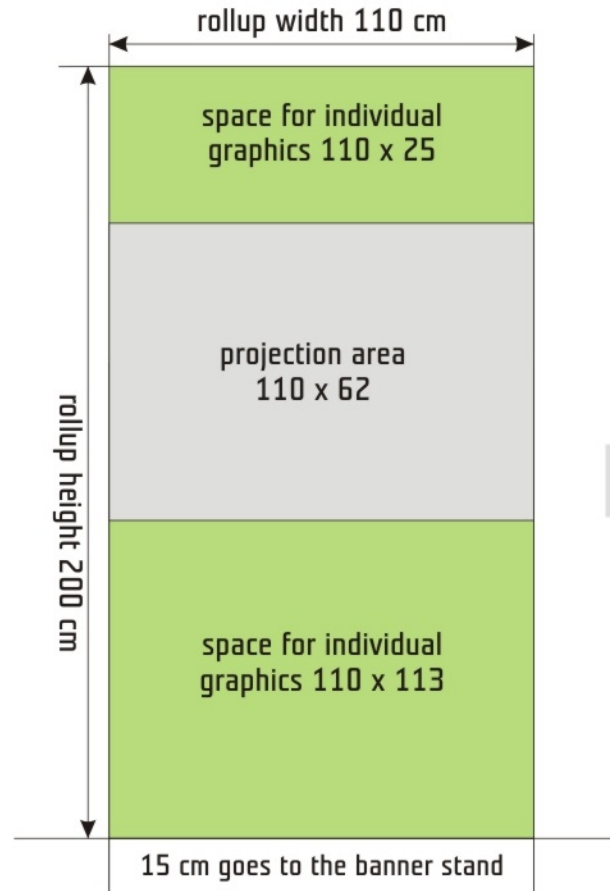 rollup width 110 cm
space for individual
graphics 110 x 25
projection area
110 x 62
rollup height 200 cm
space for individual
graphics 110 x 113
15 cm goes to the banner stand